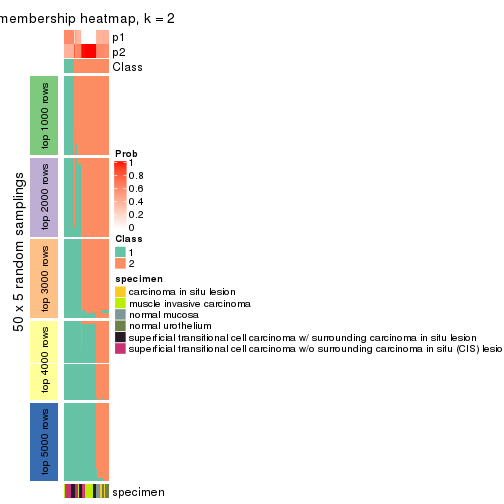 membership heatmap, k = 2
p1
p2
Class
50 x 5 random samplings
top 1000 rows
top 2000 rows
top 3000 rows
top 4000 rows
top 5000 rows
Prob
1
0.8
0.6
0.4
0.2
0
Class
1
2
specimen
carcinoma in situ lesion
muscle invasive carcinoma
normal mucosa
normal urothelium
superficial transitional cell carcinoma w/ surrounding carcinoma in situ lesion
superficial transitional cell carcinoma w/o surrounding carcinoma in situ (CIS) lesio
specimen